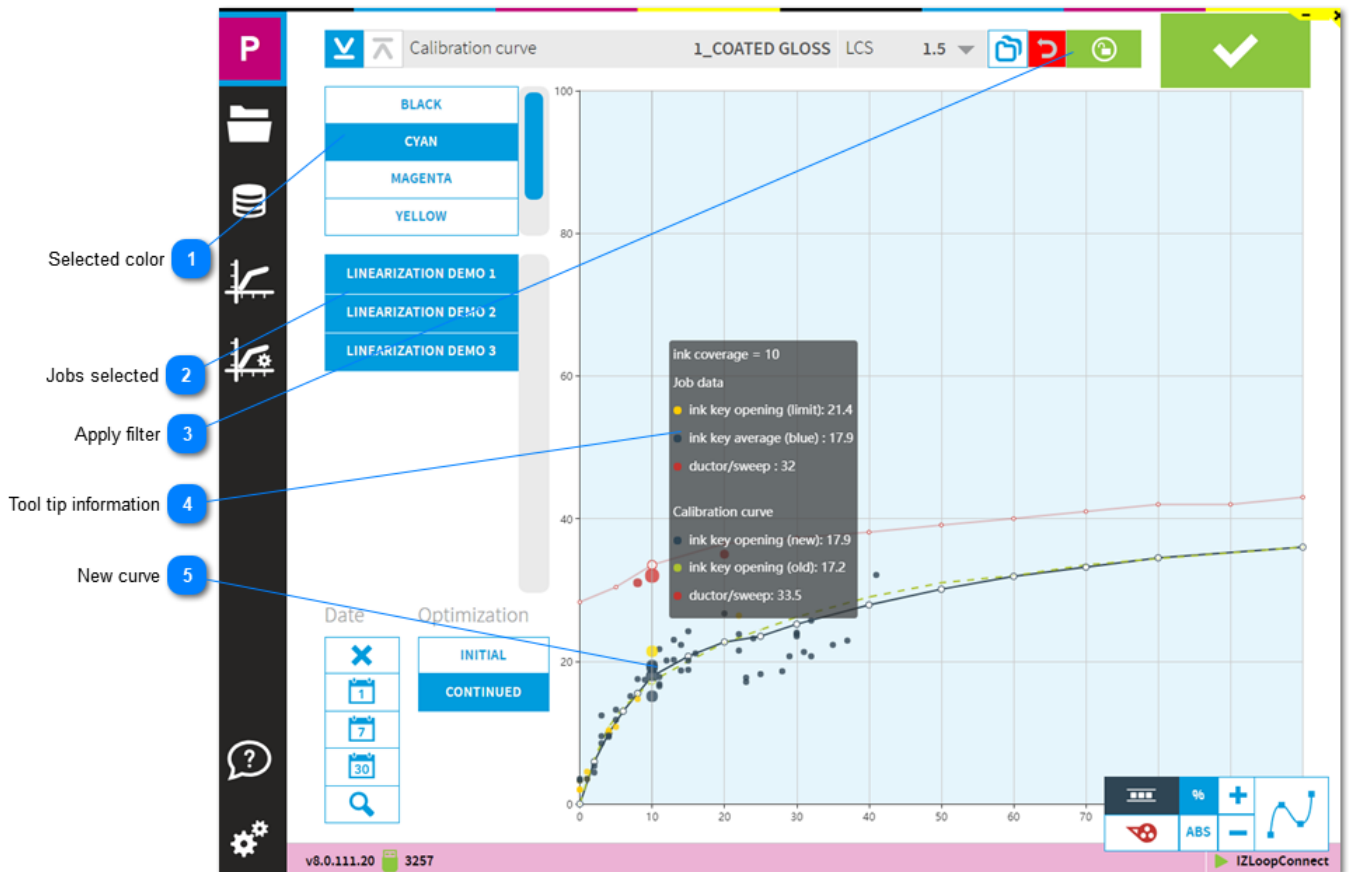 P
Calibration curve 1_COATED GLOSS LCS 1.5
BLACK
CYAN
MAGENTA
YELLOW
Selected color 1
LINEARIZATION DEMO 1
LINEARIZATION DEMO 2
LINEARIZATION DEMO 3
Jobs selected 2
Apply filter 3
Tool tip information 4
New curve 5
100
80
60
40
20
0
ink coverage = 10
Job data
ink key opening (limit): 21.4
ink key average (blue) : 17.9
ductor/sweep : 32
Calibration curve
ink key opening (new): 17.9
ink key opening (old): 17.2
ductor/sweep: 33.5
Date Optimization
INITIAL
1
CONTINUED
7
30
0 10 20 30 40 50 60 70
%
ABS
?
v8.0.111.20 3257 IZLoopConnect